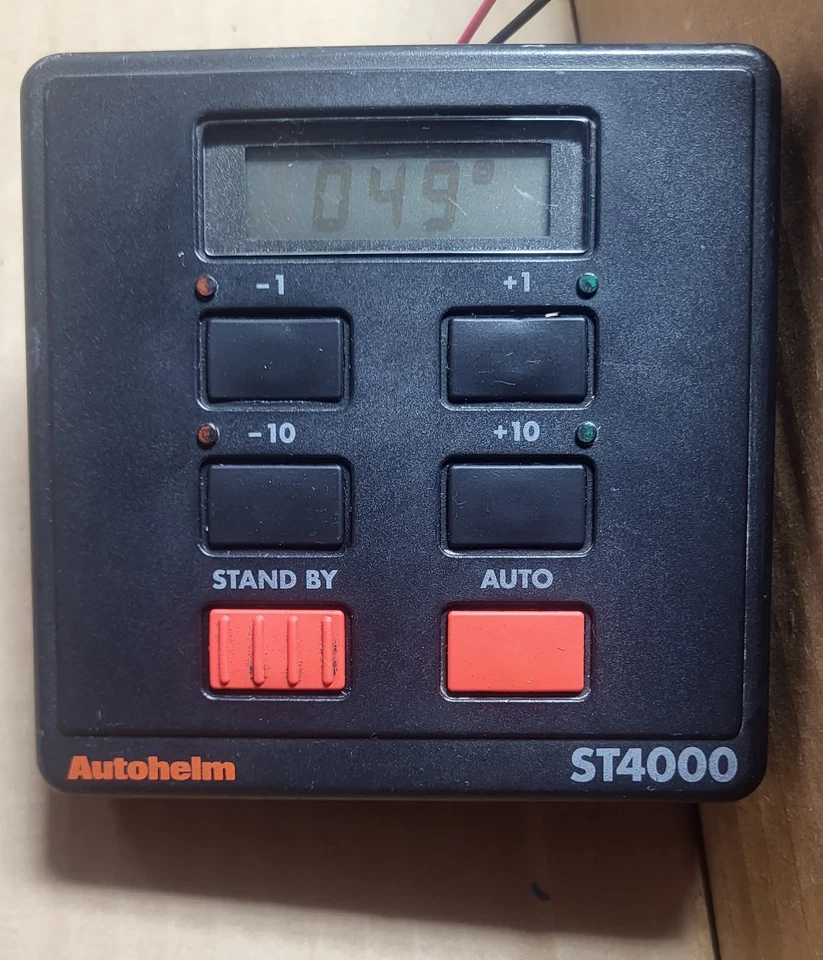 049°
-1 +1
-10 +10
STAND BY AUTO
Autohelm ST4000